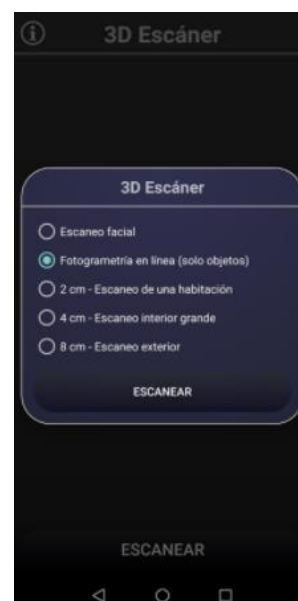 3D Escáner
3D Escáner
Escaneo facial
Fotogrametría en línea (solo objetos)
2 cm - Escaneo de una habitación
4 cm - Escaneo interior grande
8 cm - Escaneo exterior
ESCANEAR
ESCANEAR